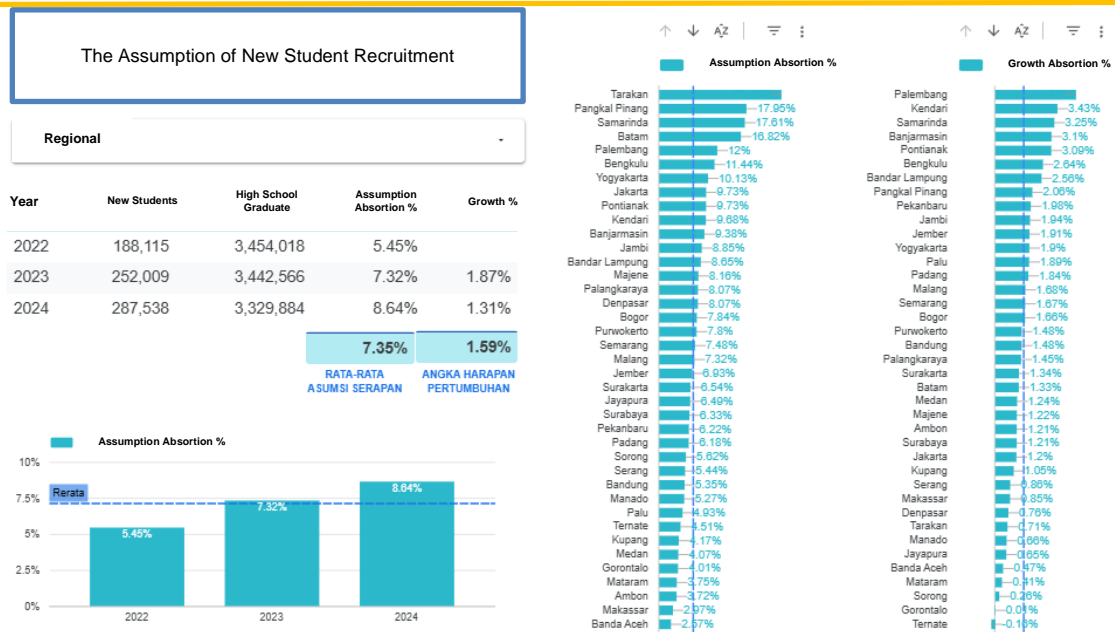 The Assumption of New Student Recruitment
Regional
Year New Students High School Graduate Assumption Absortion % Growth %
2022 188,115 3,454,018 5.45%
2023 252,009 3,442,566 7.32% 1.87%
2024 287,538 3,329,884 8.64% 1.31%
7.35% 1.59%
RATA-RATA ASUMSI SERAPAN
ANGKA HARAPAN PERTUMBUHAN
Assumption Absortion %
10%
7.5%
5%
2.5%
0%
Rerata
5.45%
7.32%
8.64%
2022 2023 2024
Assumption Absortion %
Tarakan
Pangkal Pinang 17.95%
Samarinda 17.61%
Batam 16.82%
Palembang 12%
Bengkulu 11.44%
Yogyakarta 10.13%
Jakarta 9.73%
Pontianak 9.73%
Kendari 9.68%
Banjarmasin 9.38%
Jambi 8.85%
Bandar Lampung 8.65%
Majene 8.16%
Palangkaraya 8.07%
Denpasar 8.07%
Bogor 7.84%
Purwokerto 7.8%
Semarang 7.48%
Malang 7.32%
Jember 6.93%
Surakarta 6.54%
Jayapura 6.49%
Surabaya 6.33%
Pekanbaru 6.22%
Padang 6.18%
Sorong 5.62%
Serang 5.44%
Bandung 5.35%
Manado 5.27%
Palu 4.93%
Ternate 4.51%
Kupang 4.17%
Medan 4.07%
Gorontalo 4.01%
Mataram 3.75%
Ambon 3.72%
Makassar 2.97%
Banda Aceh 2.57%
Growth Absortion %
Palembang
Kendari 3.43%
Samarinda 3.25%
Banjarmasin 3.1%
Pontianak 3.09%
Bengkulu 2.64%
Bandar Lampung 2.56%
Pangkal Pinang 2.06%
Pekanbaru 1.98%
Jambi 1.94%
Jember 1.91%
Yogyakarta 1.9%
Palu 1.89%
Padang 1.84%
Malang 1.68%
Semarang 1.67%
Bogor 1.66%
Purwokerto 1.48%
Bandung 1.48%
Palangkaraya 1.45%
Surakarta 1.34%
Batam 1.33%
Medan 1.24%
Majene 1.22%
Ambon 1.21%
Surabaya 1.21%
Jakarta 1.2%
Kupang 1.05%
Serang 0.86%
Makassar 0.85%
Denpasar 0.76%
Tarakan 0.71%
Manado 0.66%
Jayapura 0.65%
Banda Aceh 0.47%
Mataram 0.41%
Sorong 0.26%
Gorontalo
Ternate